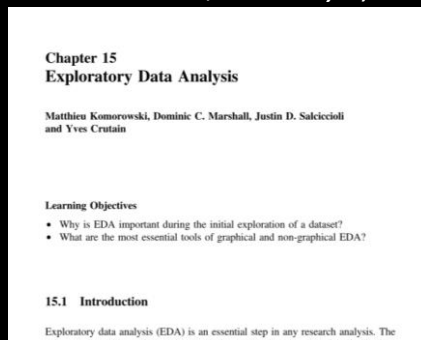 Chapter 15
Exploratory Data Analysis
Matthieu Komorowski, Dominic C. Marshall, Justin D. Salciccioli
and Yves Crutain
Learning Objectives
• Why is EDA important during the initial exploration of a dataset?
• What are the most essential tools of graphical and non-graphical EDA?
15.1 Introduction
Exploratory data analysis (EDA) is an essential step in any research analysis. The